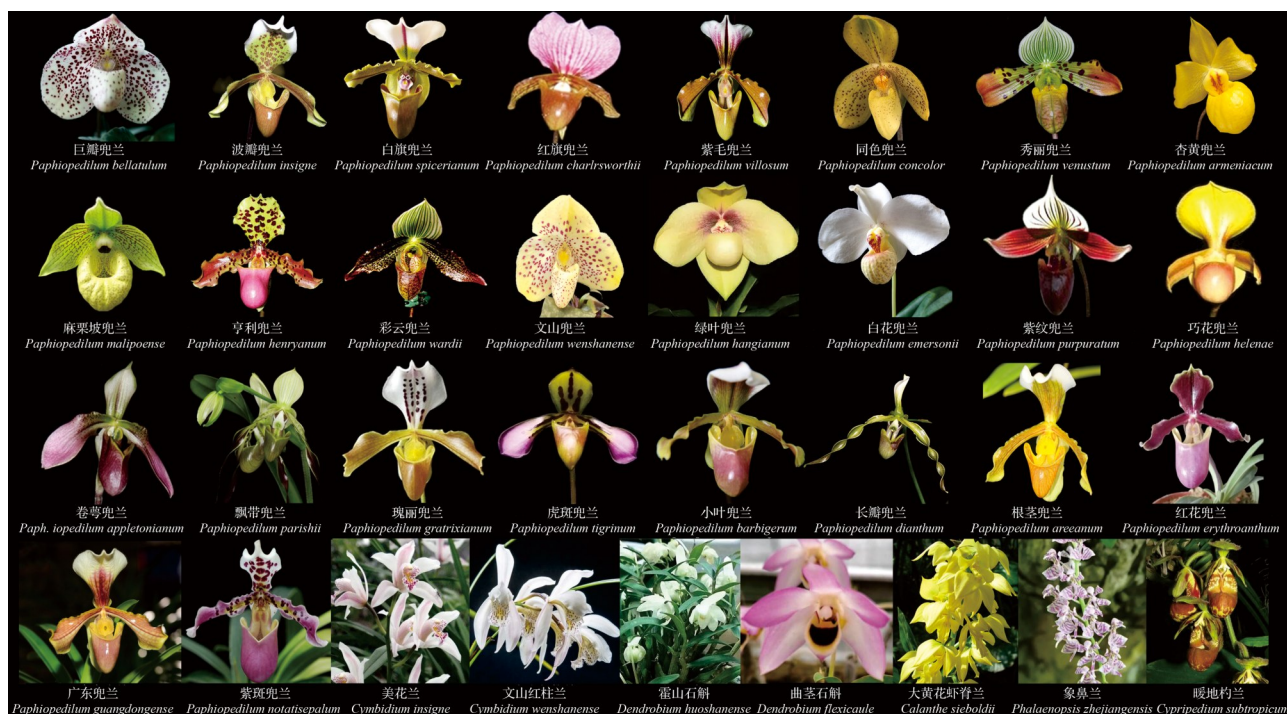 巨瓣兜兰
Paphiopedilum bellatulum
波瓣兜兰
Paphiopedilum insigne
白旗兜兰
Paphiopedilum spicerianum
红旗兜兰
Paphiopedilum charlrsworthii
紫毛兜兰
Paphiopedilum villosum
同色兜兰
Paphiopedilum concolor
秀丽兜兰
Paphiopedilum venustum
杏黄兜兰
Paphiopedilum armeniacum
麻栗坡兜兰
Paphiopedilum malipoense
亨利兜兰
Paphiopedilum henryanum
彩云兜兰
Paphiopedilum wardii
文山兜兰
Paphiopedilum wenshanense
绿叶兜兰
Paphiopedilum hangianum
白花兜兰
Paphiopedilum emersonii
紫纹兜兰
Paphiopedilum purpuratum
巧花兜兰
Paphiopedilum helenae
卷萼兜兰
Paph. iopedilum appletonianum
飘带兜兰
Paphiopedilum parishii
瑰丽兜兰
Paphiopedilum gratrixianum
虎斑兜兰
Paphiopedilum tigrinum
小叶兜兰
Paphiopedilum barbigerum
长瓣兜兰
Paphiopedilum dianthum
根茎兜兰
Paphiopedilum areeanum
红花兜兰
Paphiopedilum erythroanthum
广东兜兰
Paphiopedilum guangdongense
紫斑兜兰
Paphiopedilum notatisepalum
美花兰
Cymbidium insigne
文山红柱兰
Cymbidium wenshanense
霍山石斛
Dendrobium huoshanense
曲茎石斛
Dendrobium flexicaule
大黄花虾脊兰
Calanthe sieboldii
象鼻兰
Phalaenopsis zhejiangensis
暖地杓兰
Cypripedium subtropicum